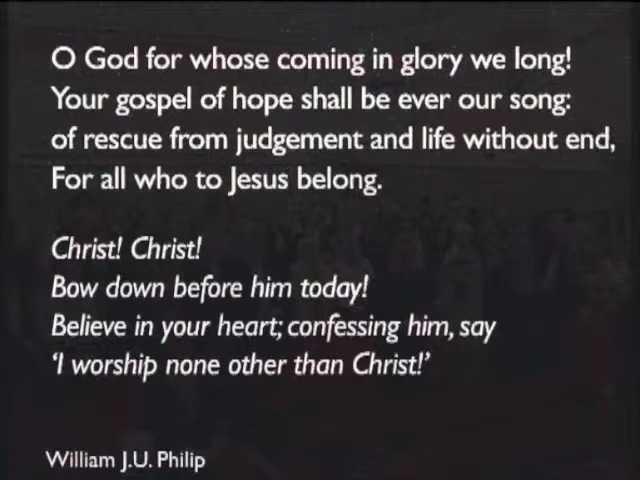 O God for whose coming in glory we long!
Your gospel of hope shall be ever our song:
of rescue from judgement and life without end,
For all who to Jesus belong.
Christ! Christ!
Bow down before him today!
Believe in your heart; confessing him, say
‘I worship none other than Christ!’
William J.U. Philip